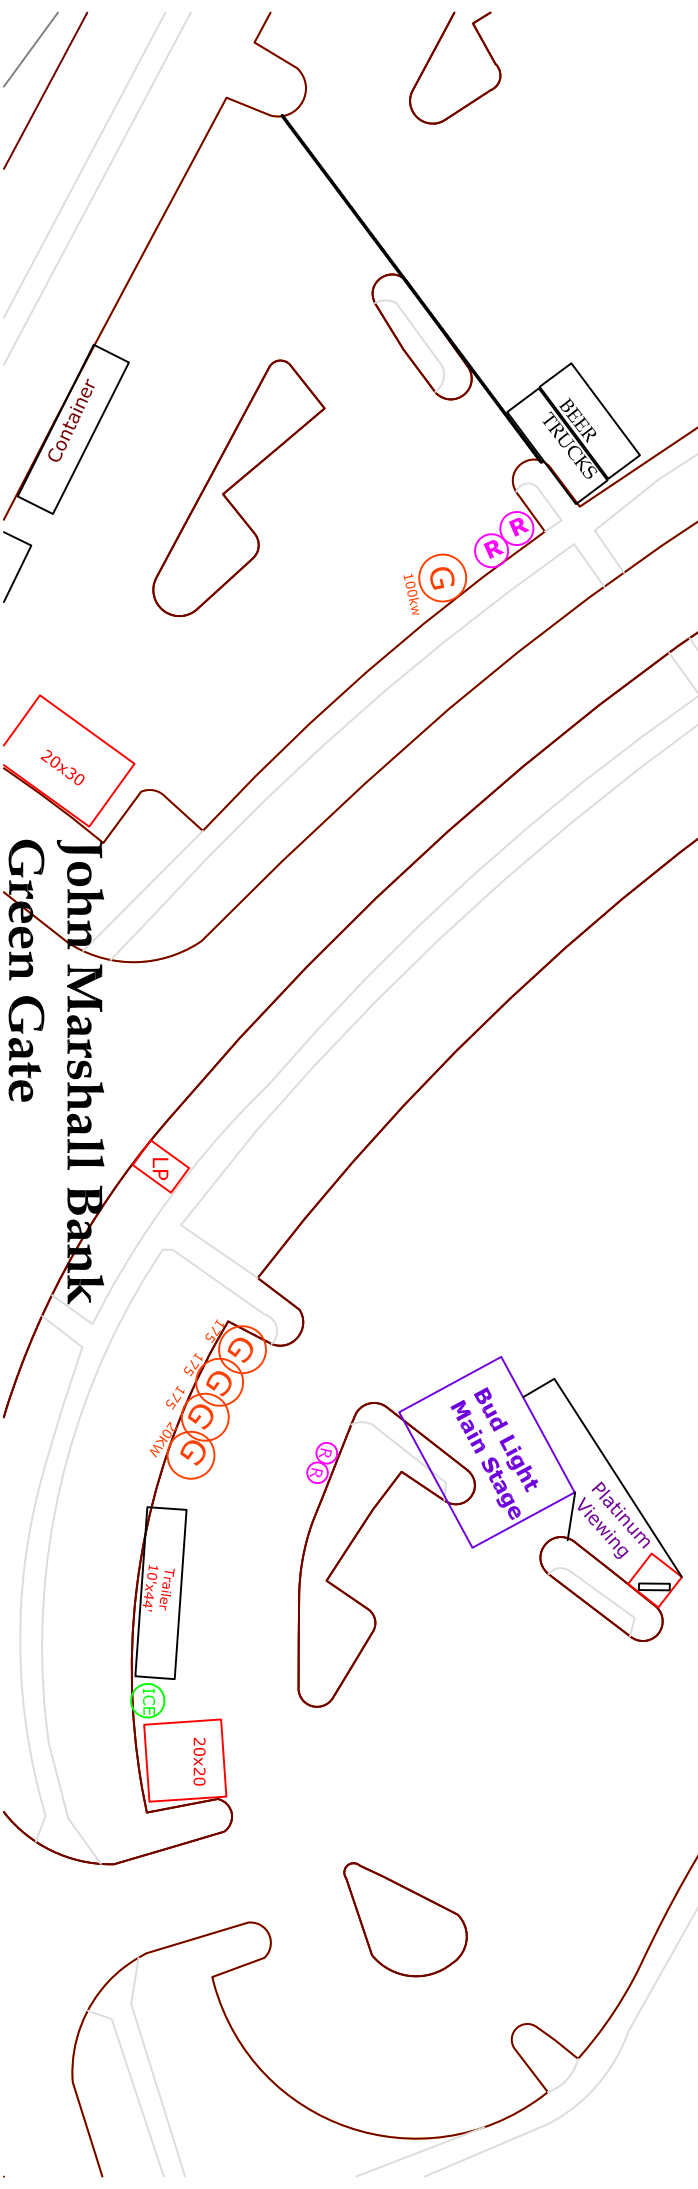 Container
BEER
TRUCKS
R
R
G
100kw
20x30
John Marshall Bank
Green Gate
LP
175
G
175
G
175
G
20KW
G
R
R
Bud Light
Main Stage
Platinum
Viewing
Trailer
10'x44'
ICE
20x20